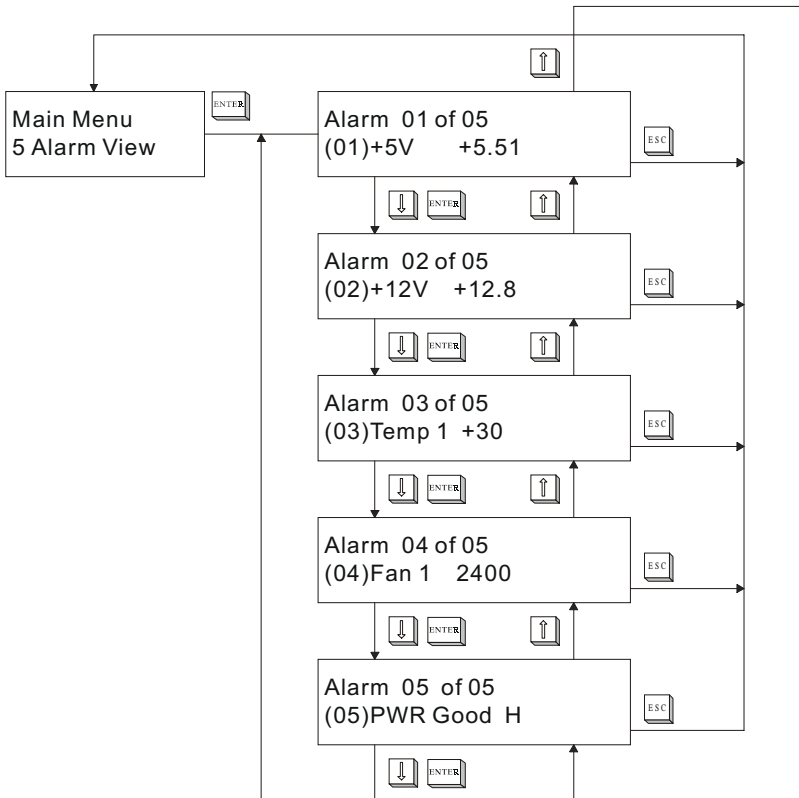 Main Menu
5 Alarm View
ENTER
Alarm 01 of 05
(01)+5V +5.51
ESC
ENTER
Alarm 02 of 05
(02)+12V +12.8
ESC
ENTER
Alarm 03 of 05
(03)Temp 1 +30
ESC
ENTER
Alarm 04 of 05
(04)Fan 1 2400
ESC
ENTER
Alarm 05 of 05
(05)PWR Good H
ESC
ENTER